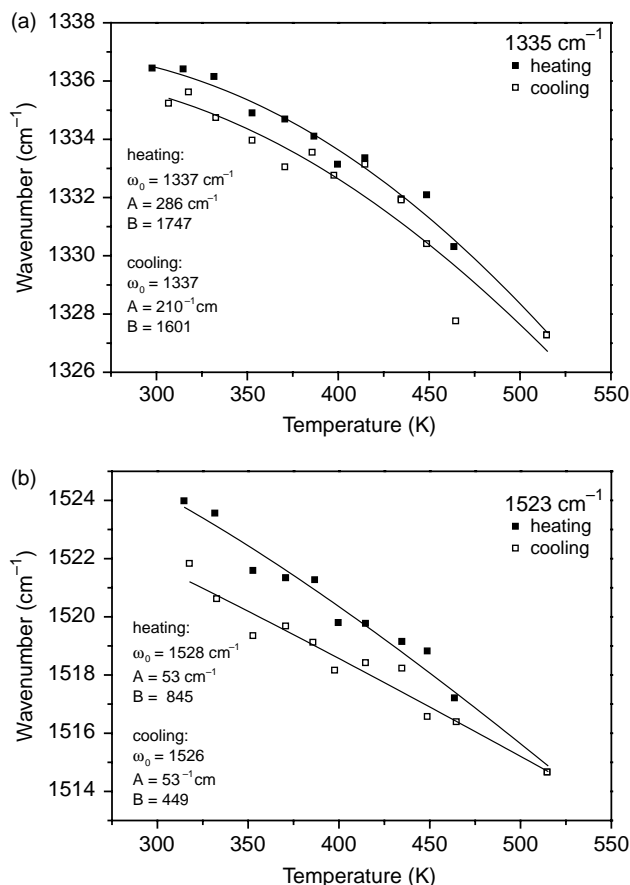 (a)
1338
1336
1334
1332
1330
1328
1326
Wavenumber (cm⁻¹)
1335 cm⁻¹
heating
cooling
heating:
ω₀ = 1337 cm⁻¹
A = 286 cm⁻¹
B = 1747
cooling:
ω₀ = 1337
A = 210⁻¹cm
B = 1601
300 350 400 450 500 550
Temperature (K)
(b)
1524
1522
1520
1518
1516
1514
Wavenumber (cm⁻¹)
1523 cm⁻¹
heating
cooling
heating:
ω₀ = 1528 cm⁻¹
A = 53 cm⁻¹
B = 845
cooling:
ω₀ = 1526
A = 53⁻¹cm
B = 449
300 350 400 450 500 550
Temperature (K)